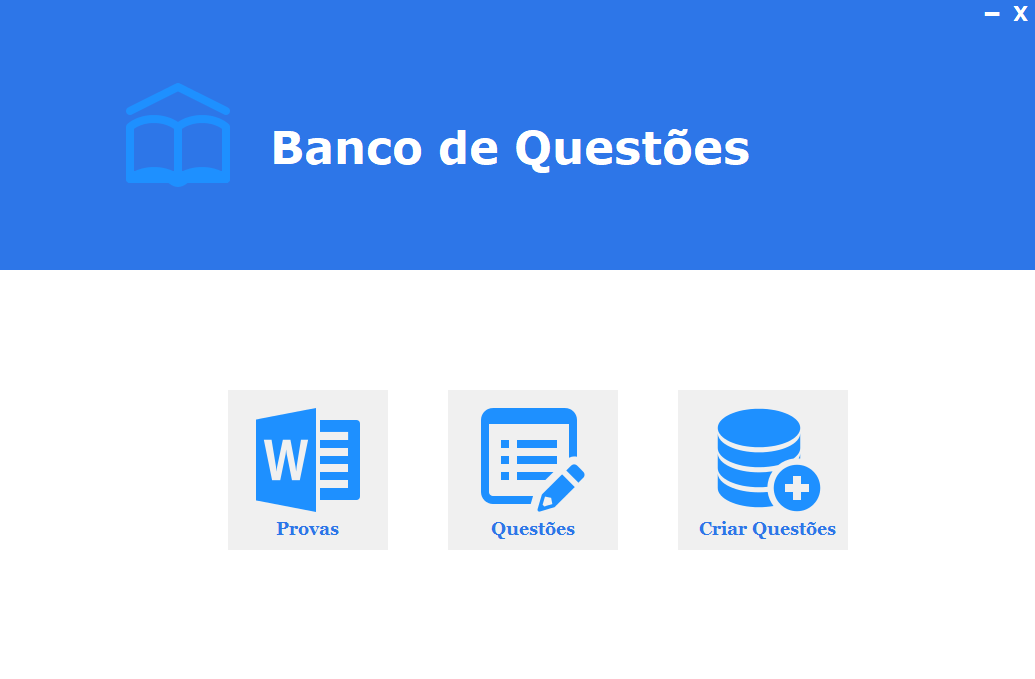 – X
Banco de Questões
W
Provas
Questões
Criar Questões